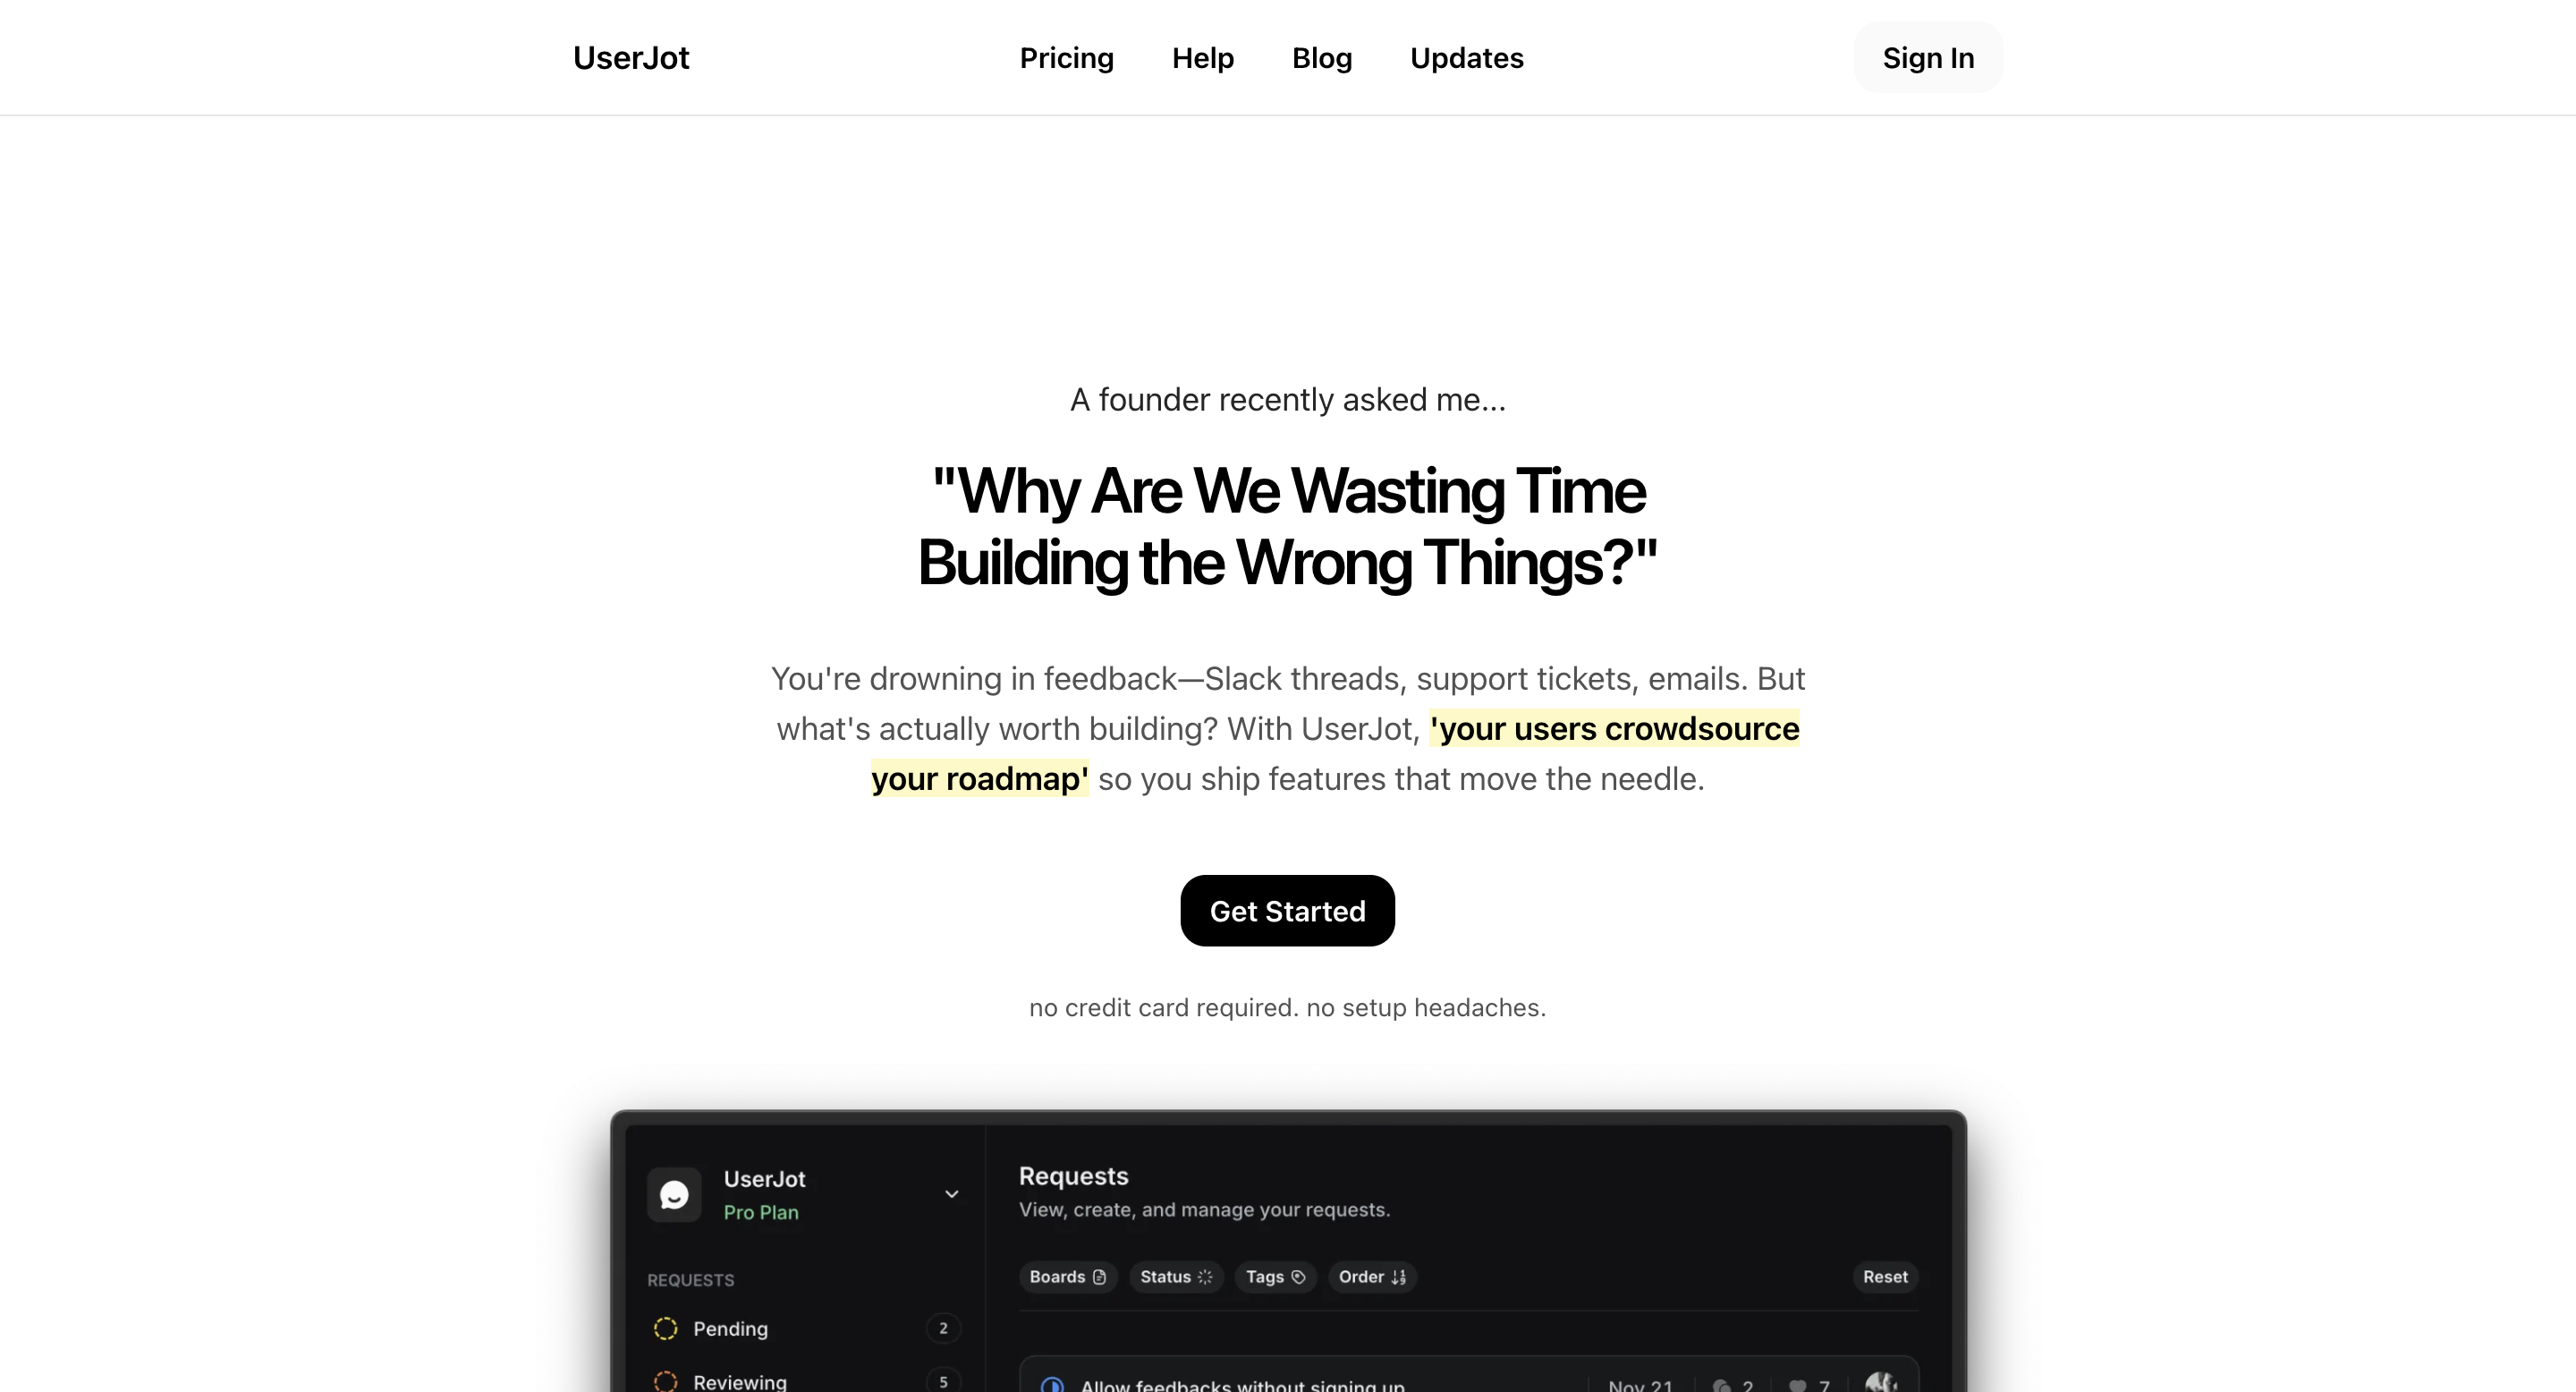 UserJot
Pricing
Help
Blog
Updates
Sign In
A founder recently asked me...
"Why Are We Wasting Time
Building the Wrong Things?"
You're drowning in feedback—Slack threads, support tickets, emails. But
what's actually worth building? With UserJot, 'your users crowdsource
your roadmap' so you ship features that move the needle.
Get Started
no credit card required. no setup headaches.
UserJot
Pro Plan
REQUESTS
Pending 2
Reviewing 5
Requests
View, create, and manage your requests.
Boards
Status
Tags
Order
Reset
Allow feedbacks without signing up
Nov 21
2
7